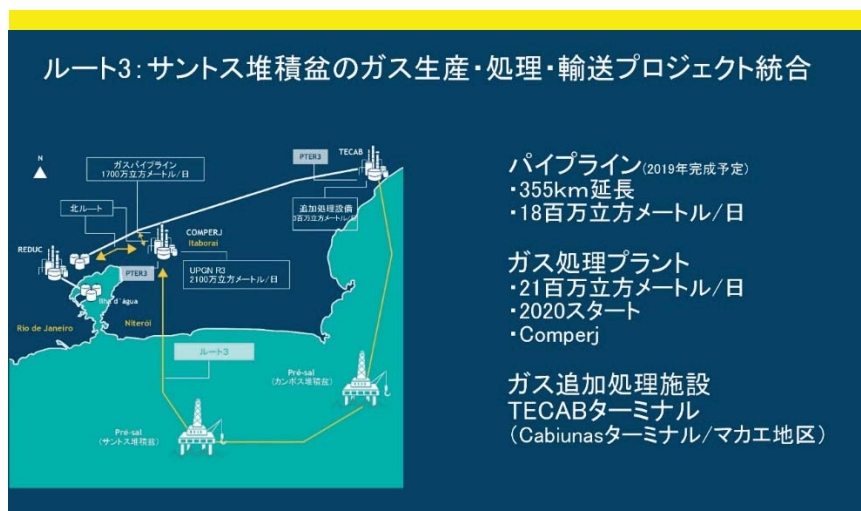 ルート3：サントス堆積盆のガス生産・処理・輸送プロジェクト統合
N
ガスパイプライン
1700万立方メートル/日
PTER3
TECAB
北ルート
追加処理設備
COMPERJ
Itaboraí
REDUC
UPGN R3
2100万立方メートル/日
PTER3
Ilha d´água
Rio de Janeiro
Niterói
ルート3
Pré-sal
(カンポス堆積盆)
Pré-sal
(サントス堆積盆)
パイプライン(2019年完成予定)
・355km延長
・18百万立方メートル/日
ガス処理プラント
・21百万立方メートル/日
・2020スタート
・Comperj
ガス追加処理施設
TECABターミナル
（Cabiunasターミナル/マカエ地区）